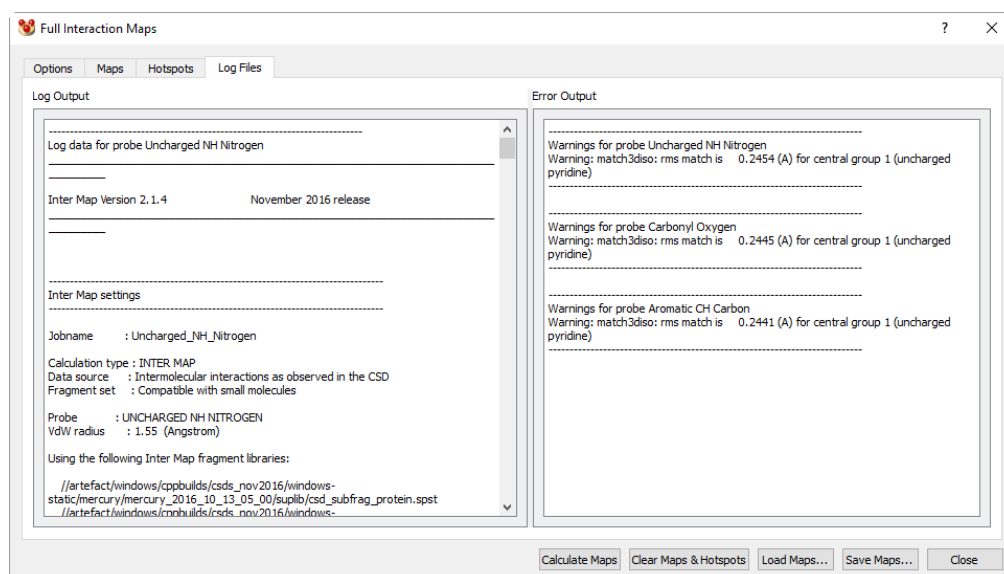 Full Interaction Maps
? X
Options Maps Hotspots Log Files
Log Output
Log data for probe Uncharged NH Nitrogen
Inter Map Version 2.1.4 November 2016 release
Inter Map settings
Jobname : Uncharged_NH_Nitrogen
Calculation type : INTER MAP
Data source : Intermolecular interactions as observed in the CSD
Fragment set : Compatible with small molecules
Probe : UNCHARGED NH NITROGEN
VdW radius : 1.55 (Angstrom)
Using the following Inter Map fragment libraries:
//artefact/windows/cppbuilds/csds_nov2016/windows-
static/mercury/mercury_2016_10_13_05_00/suplib/csd_subfrag_protein.spst
//artefact/windows/cppbuilds/csds_nov2016/windows-
Error Output
Warnings for probe Uncharged NH Nitrogen
Warning: match3diso: rms match is 0.2454 (A) for central group 1 (uncharged
pyridine)
Warnings for probe Carbonyl Oxygen
Warning: match3diso: rms match is 0.2445 (A) for central group 1 (uncharged
pyridine)
Warnings for probe Aromatic CH Carbon
Warning: match3diso: rms match is 0.2441 (A) for central group 1 (uncharged
pyridine)
Calculate Maps Clear Maps & Hotspots Load Maps... Save Maps... Close